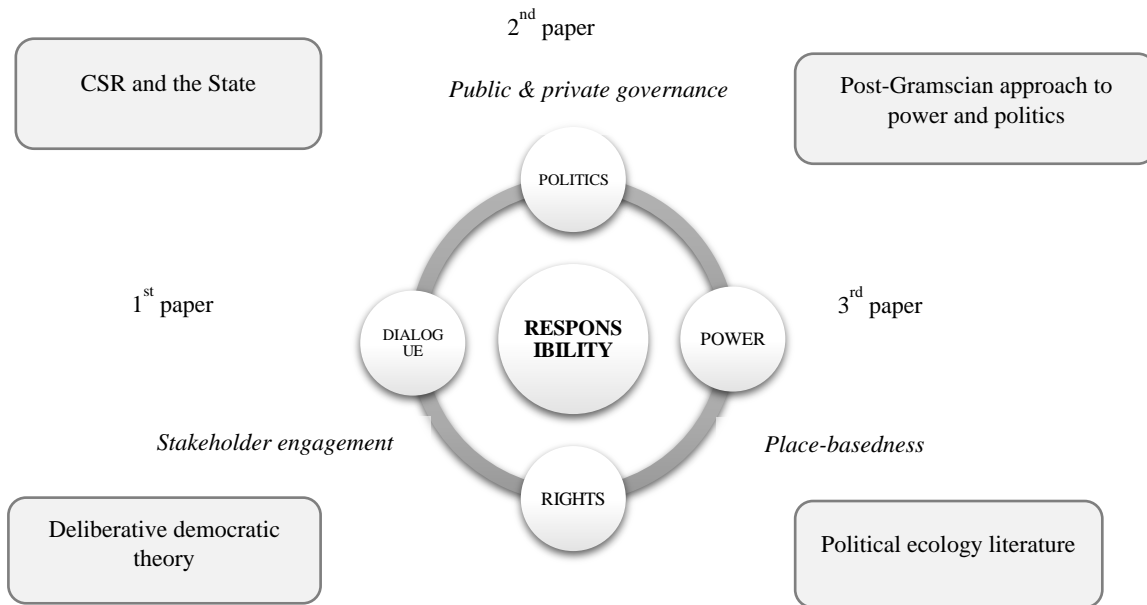 2nd paper
CSR and the State
Public & private governance
Post-Gramscian approach to
power and politics
POLITICS
1st paper
3rd paper
DIALOG
UE
RESPONS
IBILITY
POWER
Stakeholder engagement
Place-basedness
RIGHTS
Deliberative democratic
theory
Political ecology literature